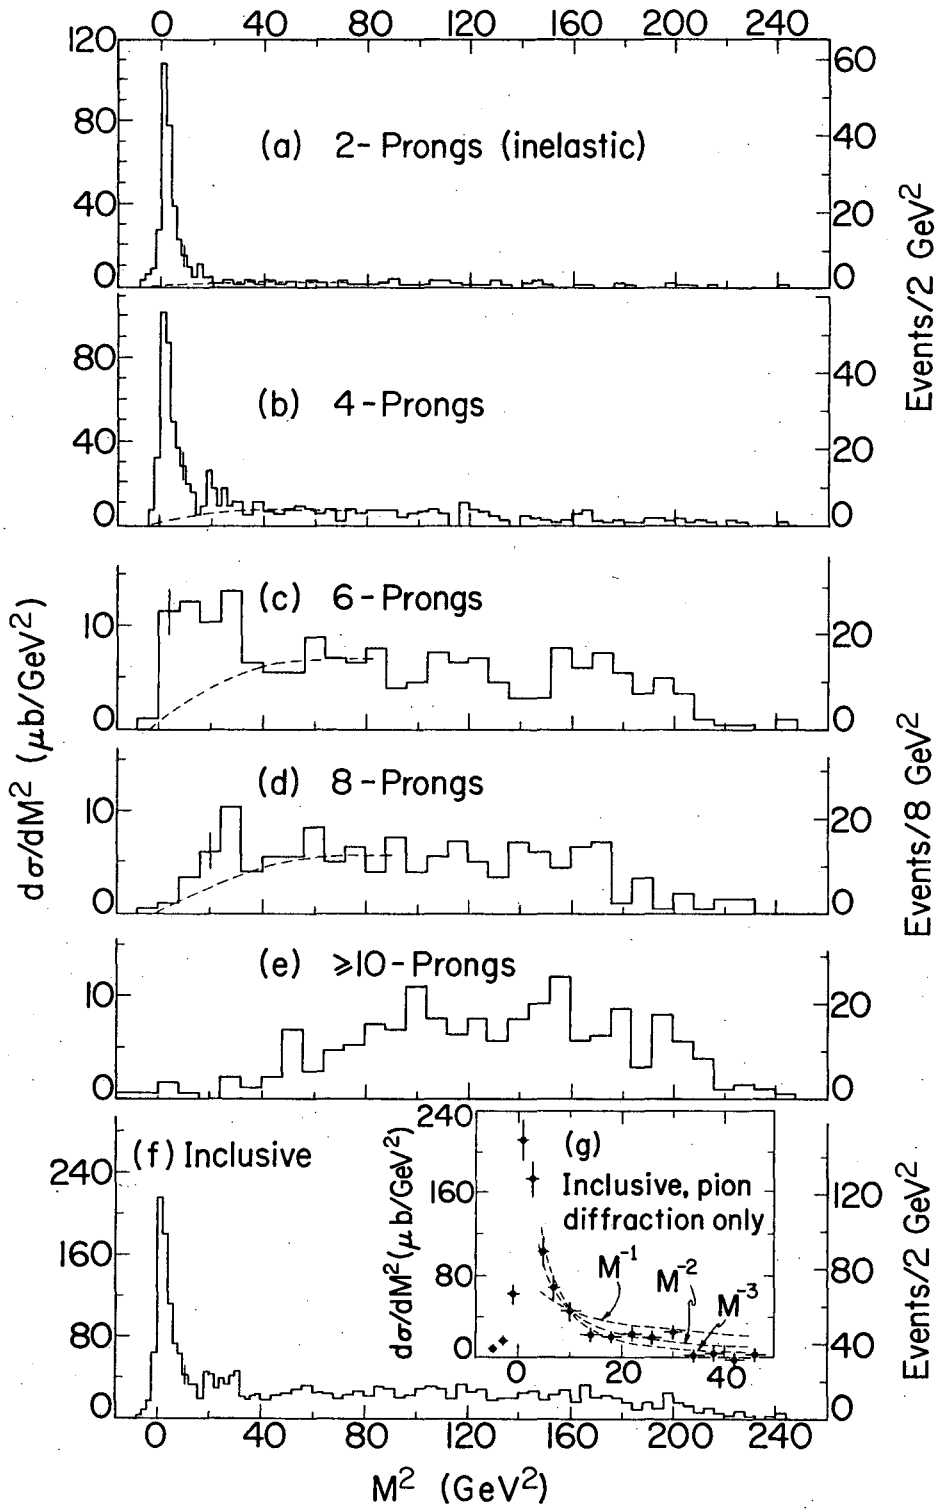 0 40 80 120 160 200 240
120 80 40 0
(a) 2-Prongs (inelastic)
60 40 20 0
80 40 0
(b) 4-Prongs
40 20 0
Events/2 GeV²
10 0
(c) 6-Prongs
20 0
10 0
(d) 8-Prongs
20 0
dσ/dM² (μb/GeV²)
Events/8 GeV²
10 0
(e) ≥10-Prongs
20 0
240 160 80 0
(f) Inclusive
120 80 40 0
Events/2 GeV²
240 160 80 0
dσ/dM² (μb/GeV²)
(g)
Inclusive, pion
diffraction only
M⁻¹ M⁻² M⁻³
0 20 40
0 40 80 120 160 200 240
M² (GeV²)